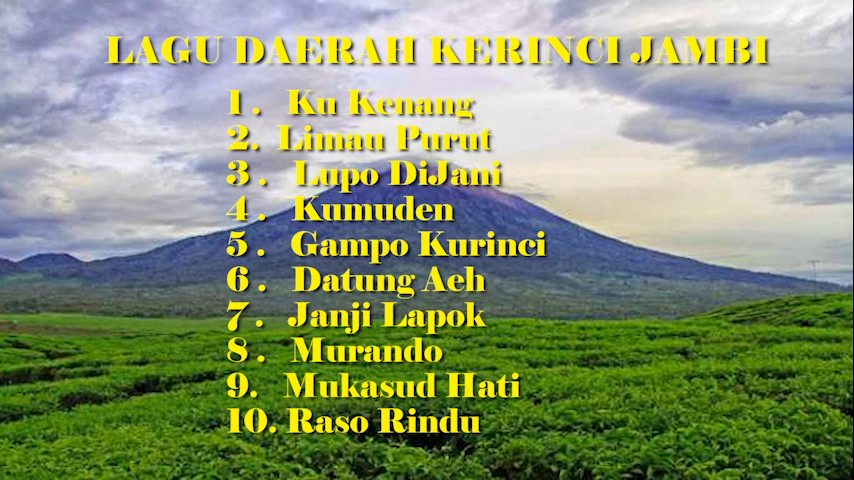 LAGU DAERAH KERINCI JAMBI
1. Ku Kenang
2. Limau Purut
3. Lupo DiJani
4. Kumuden
5. Gampo Kurinci
6. Datung Aeh
7. Janji Lapok
8. Murando
9. Mukasud Hati
10. Raso Rindu